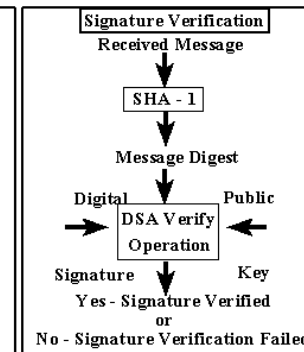 Signature Verification
Received Message
SHA - 1
Message Digest
Digital Public
DSA Verify
Operation
Signature Key
Yes - Signature Verified
or
No - Signature Verification Failed